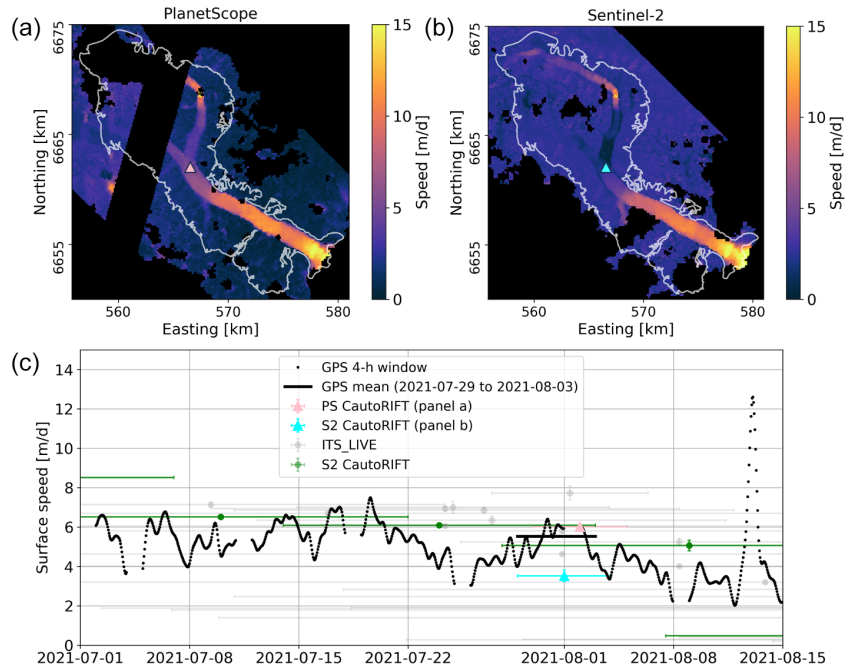 (a)
PlanetScope
6675
6665
6655
Northing [km]
560
570
580
Easting [km]
15
10
5
0
Speed [m/d]
(b)
Sentinel-2
6675
6665
6655
Northing [km]
560
570
580
Easting [km]
15
10
5
0
Speed [m/d]
(c)
GPS 4-h window
GPS mean (2021-07-29 to 2021-08-03)
PS CautoRIFT (panel a)
S2 CautoRIFT (panel b)
ITS_LIVE
S2 CautoRIFT
Surface speed [m/d]
14
12
10
8
6
4
2
0
2021-07-01
2021-07-08
2021-07-15
2021-07-22
2021-08-01
2021-08-08
2021-08-15